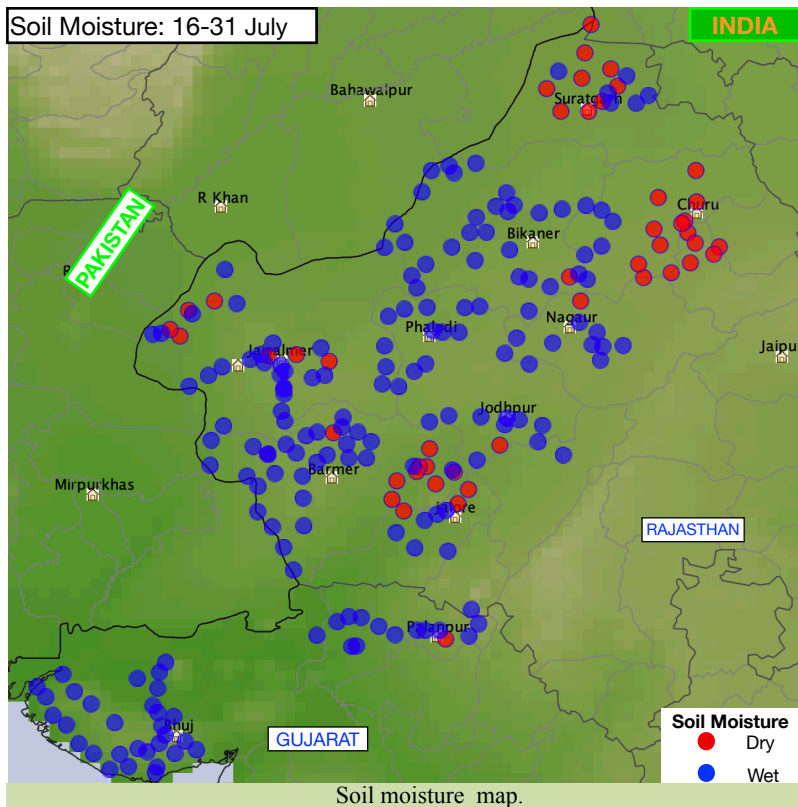 Soil Moisture: 16-31 July
INDIA
Bahawalpur
Suratgarh
R Khan
Churu
PAKISTAN
R
Bikaner
Phalodi
Nagaur
Jaisalmer
Jaipu
Jodhpur
Barmer
Mirpurkhas
Jalore
RAJASTHAN
Palanpur
Bhuj
GUJARAT
Soil Moisture
Dry
Wet
Soil moisture map.